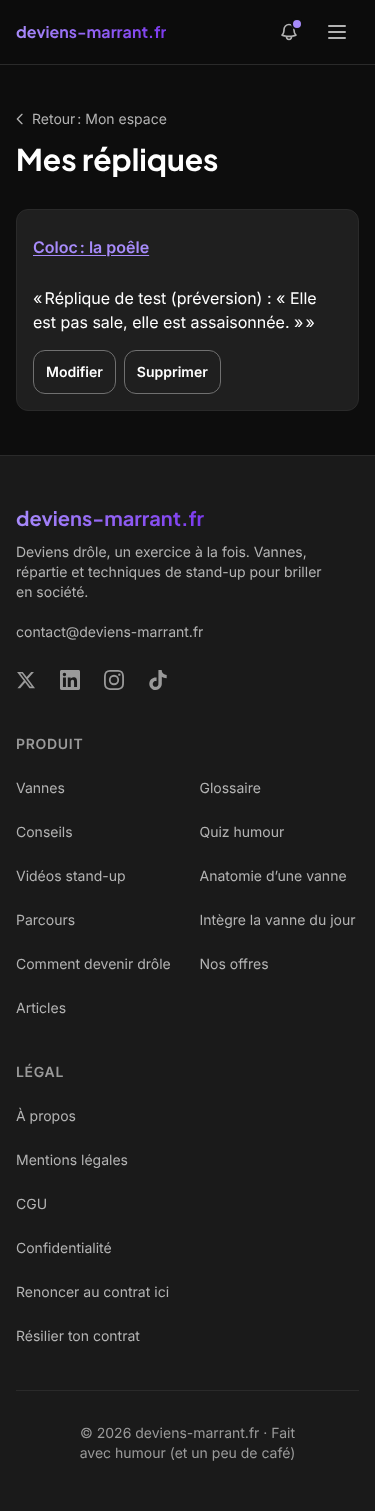 deviens-marrant.fr
Retour : Mon espace
Mes répliques
Coloc : la poêle
« Réplique de test (préversion) : « Elle
est pas sale, elle est assaisonnée. » »
Modifier
Supprimer
deviens-marrant.fr
Deviens drôle, un exercice à la fois. Vannes,
répartie et techniques de stand-up pour briller
en société.
contact@deviens-marrant.fr
PRODUIT
Vannes
Glossaire
Conseils
Quiz humour
Vidéos stand-up
Anatomie d’une vanne
Parcours
Intègre la vanne du jour
Comment devenir drôle
Nos offres
Articles
LÉGAL
À propos
Mentions légales
CGU
Confidentialité
Renoncer au contrat ici
Résilier ton contrat
© 2026 deviens-marrant.fr · Fait
avec humour (et un peu de café)